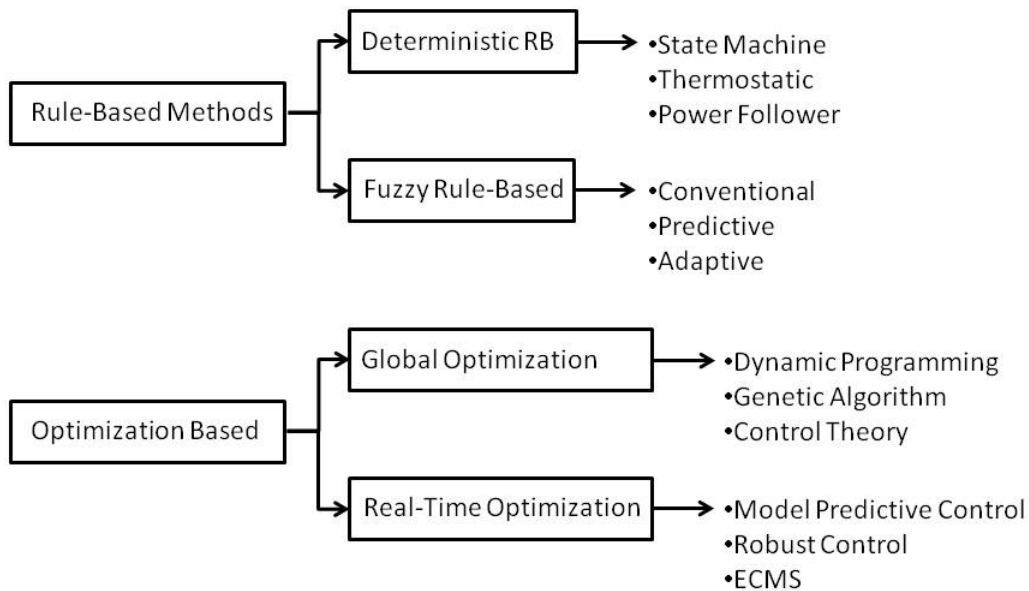 Deterministic RB
•State Machine
•Thermostatic
•Power Follower
Rule-Based Methods
Fuzzy Rule-Based
•Conventional
•Predictive
•Adaptive
Global Optimization
•Dynamic Programming
•Genetic Algorithm
•Control Theory
Optimization Based
Real-Time Optimization
•Model Predictive Control
•Robust Control
•ECMS